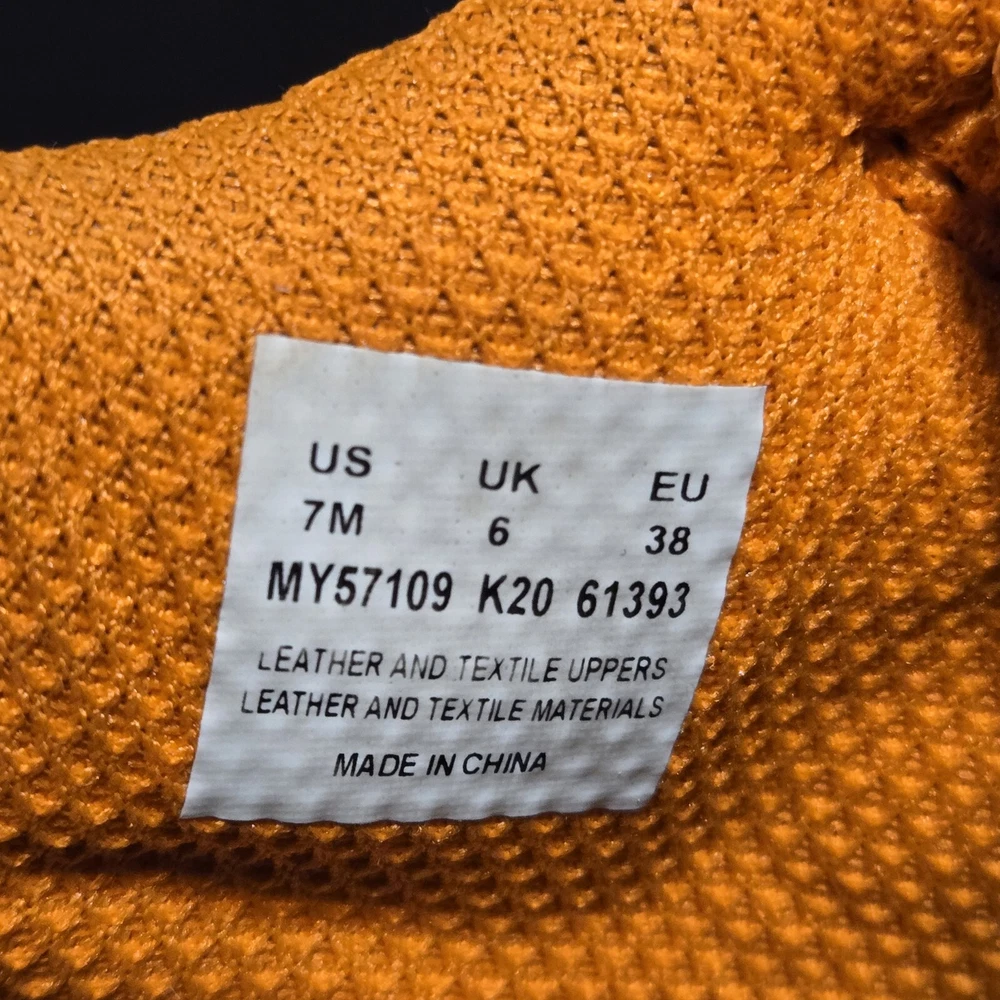 US UK EU
7M 6 38
MY57109 K20 61393
LEATHER AND TEXTILE UPPERS
LEATHER AND TEXTILE MATERIALS
MADE IN CHINA